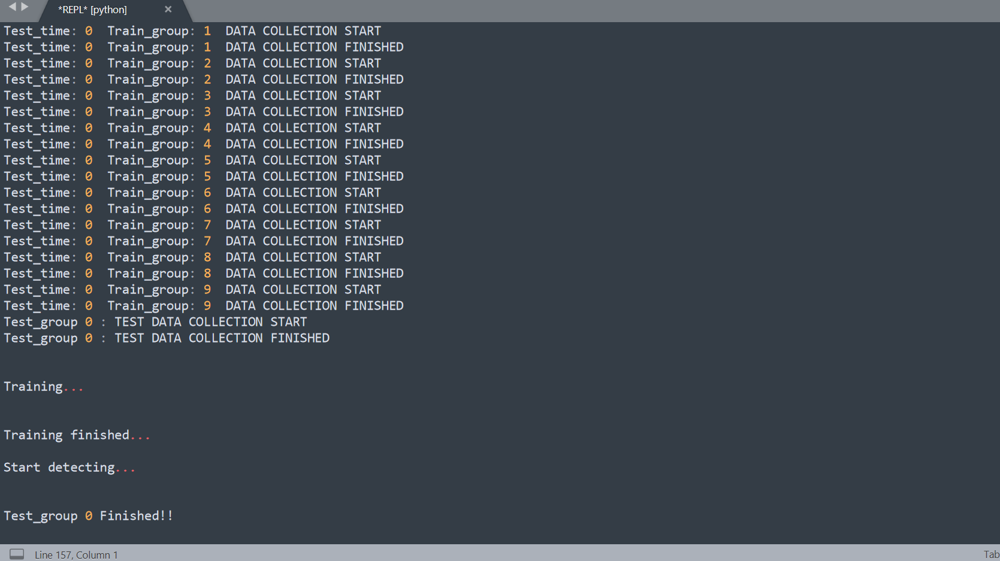 *REPL* [python]
Test_time: 0  Train_group: 1  DATA COLLECTION START
Test_time: 0  Train_group: 1  DATA COLLECTION FINISHED
Test_time: 0  Train_group: 2  DATA COLLECTION START
Test_time: 0  Train_group: 2  DATA COLLECTION FINISHED
Test_time: 0  Train_group: 3  DATA COLLECTION START
Test_time: 0  Train_group: 3  DATA COLLECTION FINISHED
Test_time: 0  Train_group: 4  DATA COLLECTION START
Test_time: 0  Train_group: 4  DATA COLLECTION FINISHED
Test_time: 0  Train_group: 5  DATA COLLECTION START
Test_time: 0  Train_group: 5  DATA COLLECTION FINISHED
Test_time: 0  Train_group: 6  DATA COLLECTION START
Test_time: 0  Train_group: 6  DATA COLLECTION FINISHED
Test_time: 0  Train_group: 7  DATA COLLECTION START
Test_time: 0  Train_group: 7  DATA COLLECTION FINISHED
Test_time: 0  Train_group: 8  DATA COLLECTION START
Test_time: 0  Train_group: 8  DATA COLLECTION FINISHED
Test_time: 0  Train_group: 9  DATA COLLECTION START
Test_time: 0  Train_group: 9  DATA COLLECTION FINISHED
Test_group 0 : TEST DATA COLLECTION START
Test_group 0 : TEST DATA COLLECTION FINISHED
Training...
Training finished...
Start detecting...
Test_group 0 Finished!!
Line 157, Column 1
Tab